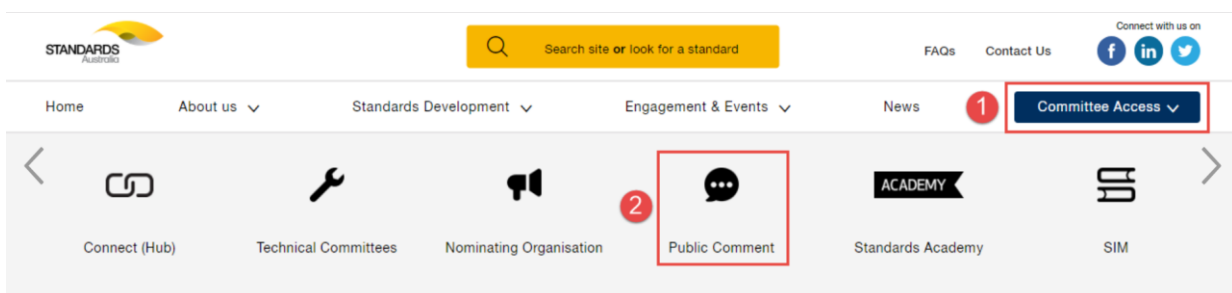 Connect with us on
STANDARDS
Australia
Search site or look for a standard
FAQs
Contact Us
f
in
Home
About us
Standards Development
Engagement & Events
News
1
Committee Access
ACADEMY
2
Connect (Hub)
Technical Committees
Nominating Organisation
Public Comment
Standards Academy
SIM